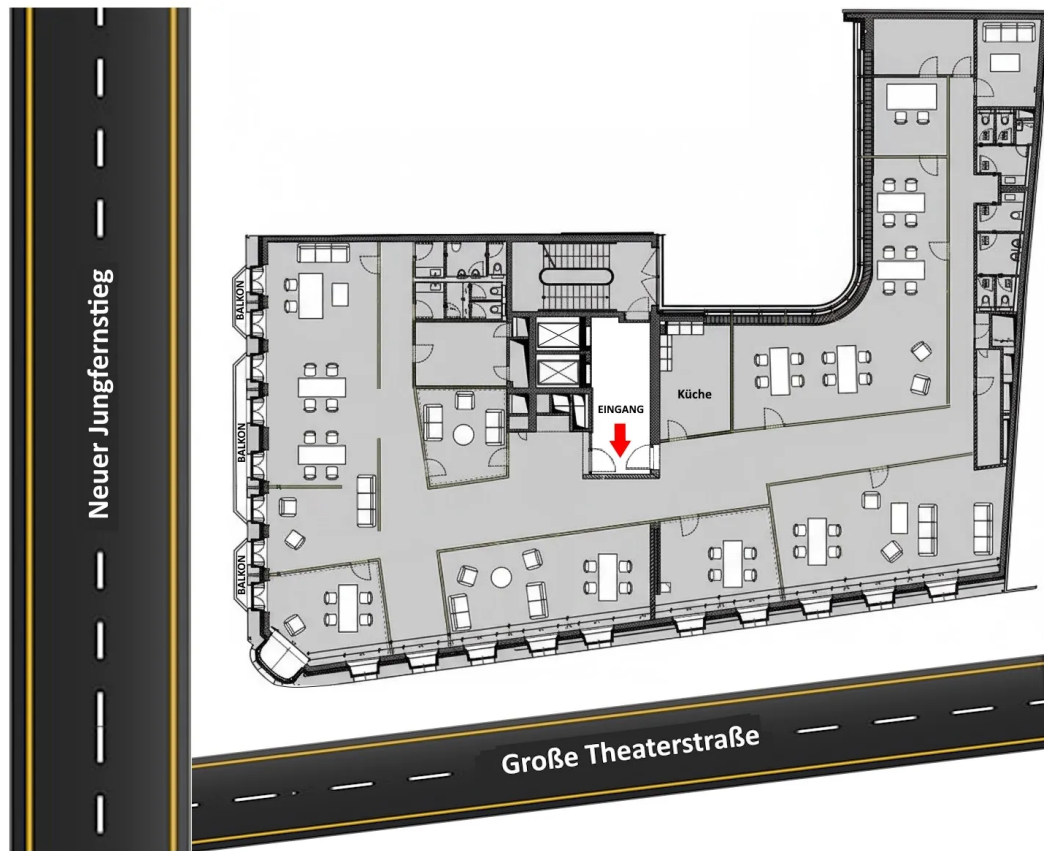 Neuer Jungfernstieg
BALKON
BALKON
BALKON
EINGANG
Küche
Große Theaterstraße